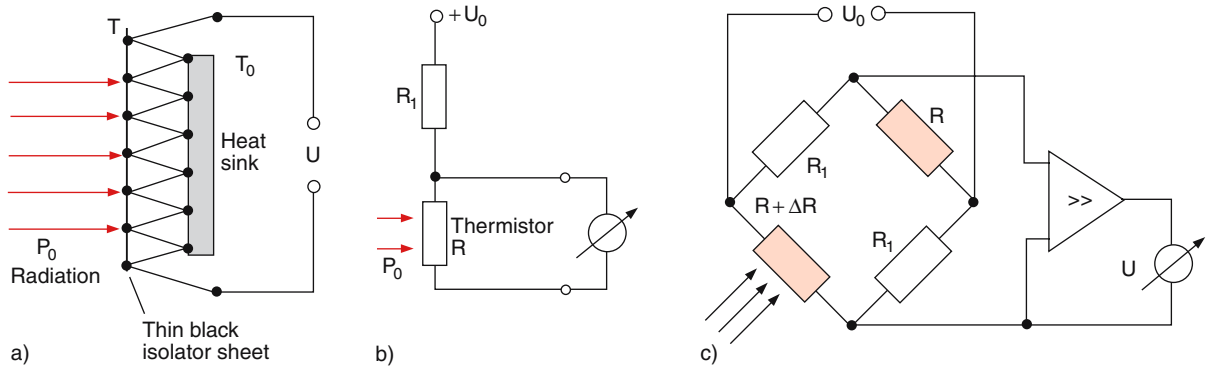 T
T₀
Heat
sink
U
P₀
Radiation
Thin black
isolator sheet
a)
+U₀
R₁
Thermistor
R
P₀
b)
U₀
R₁
R
R + ΔR
R₁
>>
U
c)